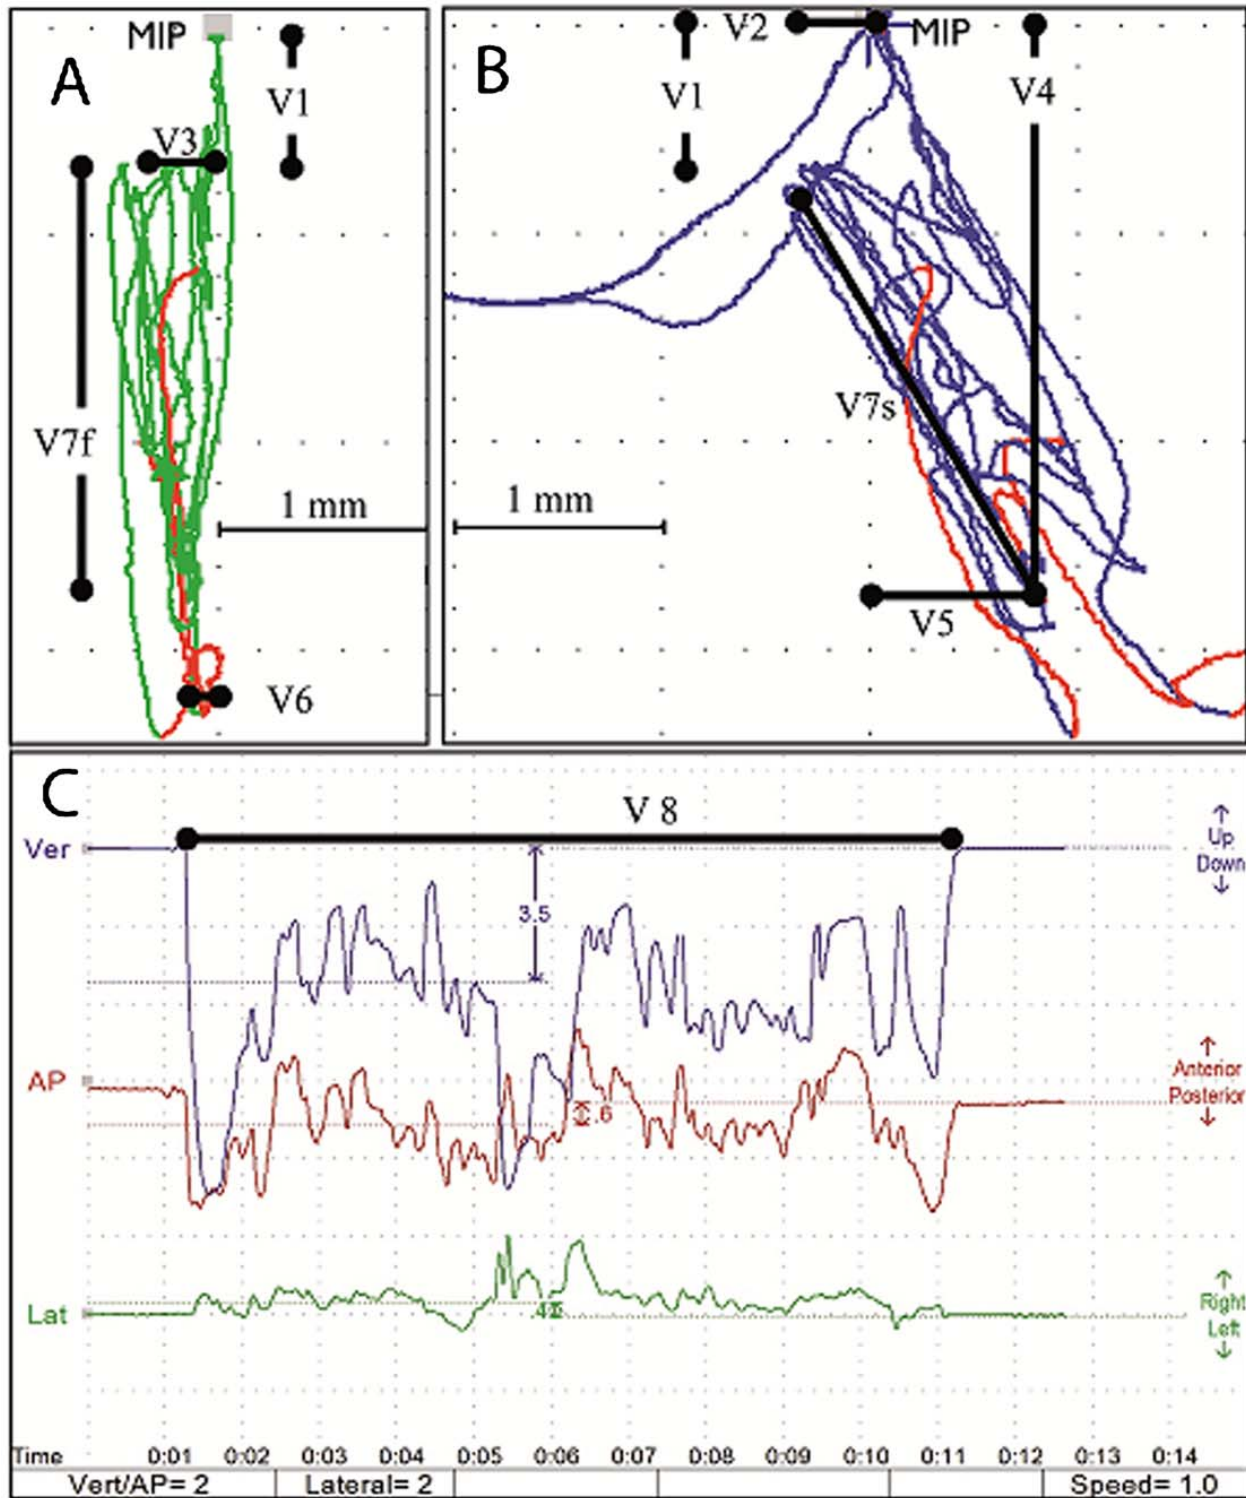 A
MIP
V1
V3
V7f
1 mm
V6
B
V2
MIP
V1
V4
V7s
1 mm
V5
C
V 8
Ver
Up
Down
3.5
AP
Anterior
Posterior
.6
Lat
.4
Right
Left
Time 0:01 0:02 0:03 0:04 0:05 0:06 0:07 0:08 0:09 0:10 0:11 0:12 0:13 0:14
Vert/AP= 2 Lateral= 2 Speed= 1.0